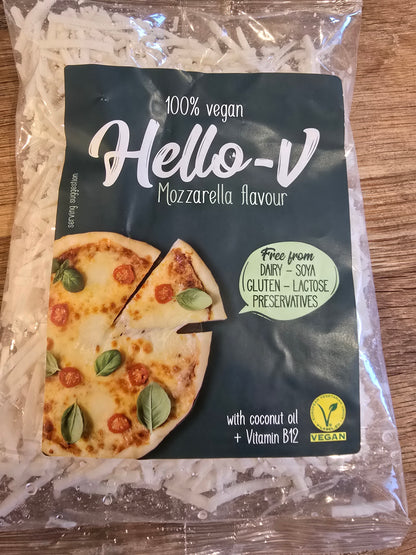 100% vegan
Hello-V
Mozzarella flavour
serving suggestion
Free from
DAIRY – SOYA
GLUTEN – LACTOSE
PRESERVATIVES
with coconut oil
+ Vitamin B12
VEGAN